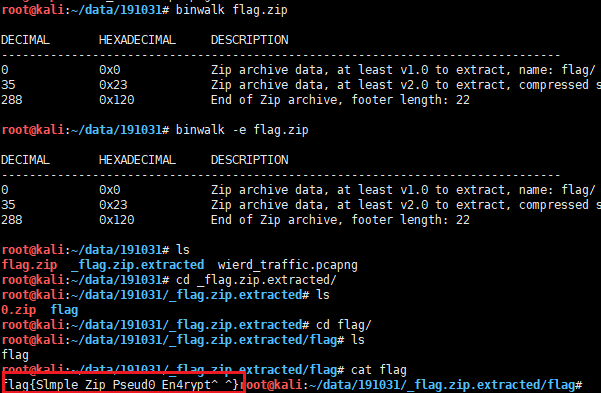 root@kali:~/data/191031# binwalk flag.zip
DECIMAL HEXADECIMAL DESCRIPTION
--------------------------------------------------------------------------------
0 0x0 Zip archive data, at least v1.0 to extract, name: flag/
35 0x23 Zip archive data, at least v2.0 to extract, compressed s
288 0x120 End of Zip archive, footer length: 22
root@kali:~/data/191031# binwalk -e flag.zip
DECIMAL HEXADECIMAL DESCRIPTION
--------------------------------------------------------------------------------
0 0x0 Zip archive data, at least v1.0 to extract, name: flag/
35 0x23 Zip archive data, at least v2.0 to extract, compressed s
288 0x120 End of Zip archive, footer length: 22
root@kali:~/data/191031# ls
flag.zip _flag.zip.extracted wierd_traffic.pcapng
root@kali:~/data/191031# cd _flag.zip.extracted/
root@kali:~/data/191031/_flag.zip.extracted# ls
0.zip flag
root@kali:~/data/191031/_flag.zip.extracted# cd flag/
root@kali:~/data/191031/_flag.zip.extracted/flag# ls
flag
root@kali:~/data/191031/_flag.zip.extracted/flag# cat flag
flag{Slmple_Zip_Pseud0_En4rypt^_^}root@kali:~/data/191031/_flag.zip.extracted/flag#